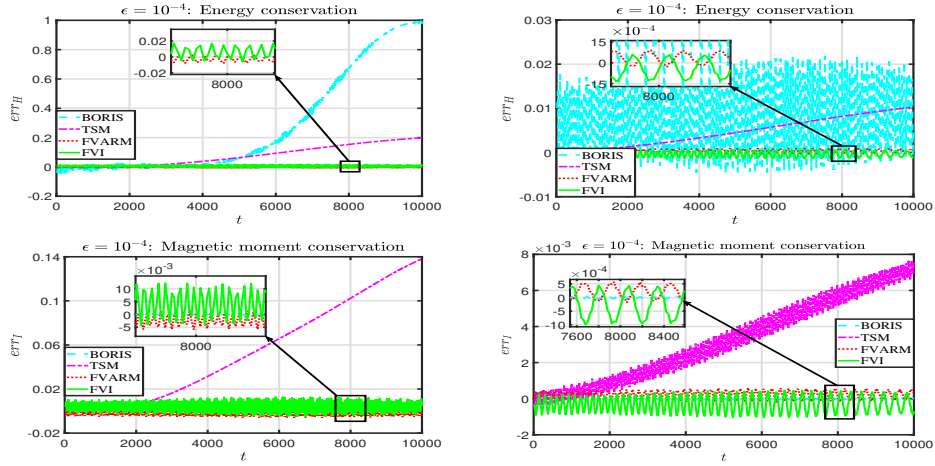 ϵ = 10⁻⁴: Energy conservation
1
0.8
0.6
0.4
0.2
0
-0.2
err_H
0.02
0
-0.02
8000
BORIS
TSM
FVARM
FVI
0 2000 4000 6000 8000 10000
t
ϵ = 10⁻⁴: Energy conservation
0.03
0.02
0.01
0
-0.01
err_H
×10⁻⁴
15
0
15
8000
BORIS
TSM
FVARM
FVI
0 2000 4000 6000 8000 10000
t
ϵ = 10⁻⁴: Magnetic moment conservation
0.14
0.1
0.06
0.02
-0.02
err_I
×10⁻³
10
5
0
-5
8000
BORIS
TSM
FVARM
FVI
0 2000 4000 6000 8000 10000
t
×10⁻³
ϵ = 10⁻⁴: Magnetic moment conservation
8
6
4
2
0
-2
err_I
×10⁻⁴
5
0
-5
-10
7600 8000 8400
BORIS
TSM
FVARM
FVI
0 2000 4000 6000 8000 10000
t